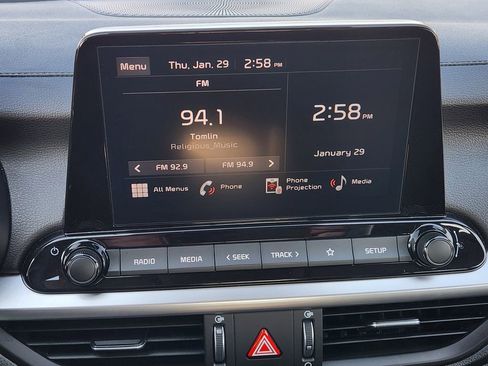 Menu Thu, Jan. 29 2:58 PM
FM
94.1
Tomlin
Religious_Music
< FM 92.9 FM 94.9 >
2:58 PM
January 29
All Menus Phone Phone Projection Media
RADIO MEDIA < SEEK TRACK > ☆ SETUP